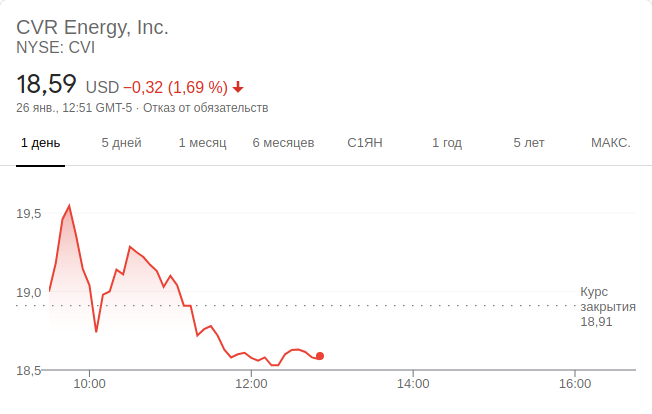 CVR Energy, Inc.
NYSE: CVI
18,59 USD −0,32 (1,69 %)
26 янв., 12:51 GMT-5 · Отказ от обязательств
1 день 5 дней 1 месяц 6 месяцев С1ЯН 1 год 5 лет МАКС.
19,5
19,0
Курс
закрытия
18,91
18,5
10:00 12:00 14:00 16:00